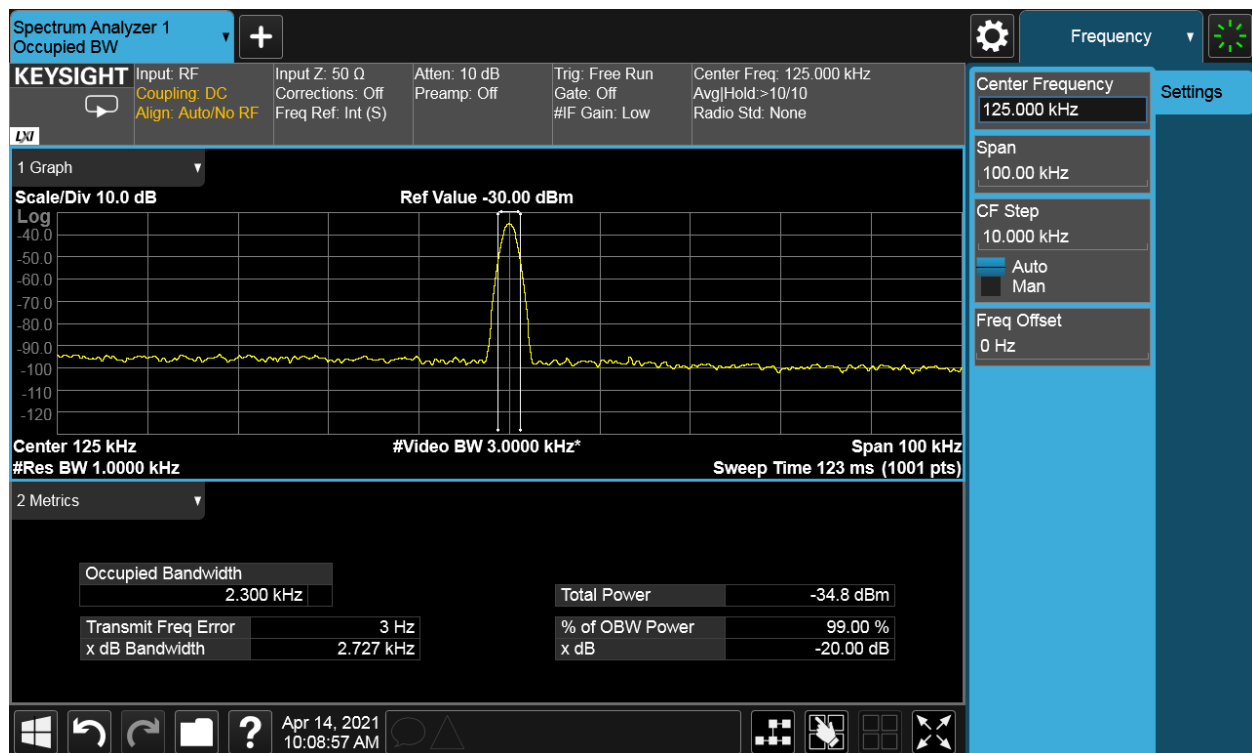 Spectrum Analyzer 1
Occupied BW
Frequency
KEYSIGHT
LXI
Input: RF
Coupling: DC
Align: Auto/No RF
Input Z: 50 Ω
Corrections: Off
Freq Ref: Int (S)
Atten: 10 dB
Preamp: Off
Trig: Free Run
Gate: Off
#IF Gain: Low
Center Freq: 125.000 kHz
Avg|Hold:>10/10
Radio Std: None
Center Frequency
125.000 kHz
Settings
Span
100.00 kHz
CF Step
10.000 kHz
Auto
Man
Freq Offset
0 Hz
1 Graph
Scale/Div 10.0 dB
Ref Value -30.00 dBm
Log
-40.0
-50.0
-60.0
-70.0
-80.0
-90.0
-100
-110
-120
Center 125 kHz
#Video BW 3.0000 kHz*
Span 100 kHz
#Res BW 1.0000 kHz
Sweep Time 123 ms (1001 pts)
2 Metrics
Occupied Bandwidth
2.300 kHz
Total Power -34.8 dBm
Transmit Freq Error 3 Hz
% of OBW Power 99.00 %
x dB Bandwidth 2.727 kHz
x dB -20.00 dB
?
Apr 14, 2021
10:08:57 AM